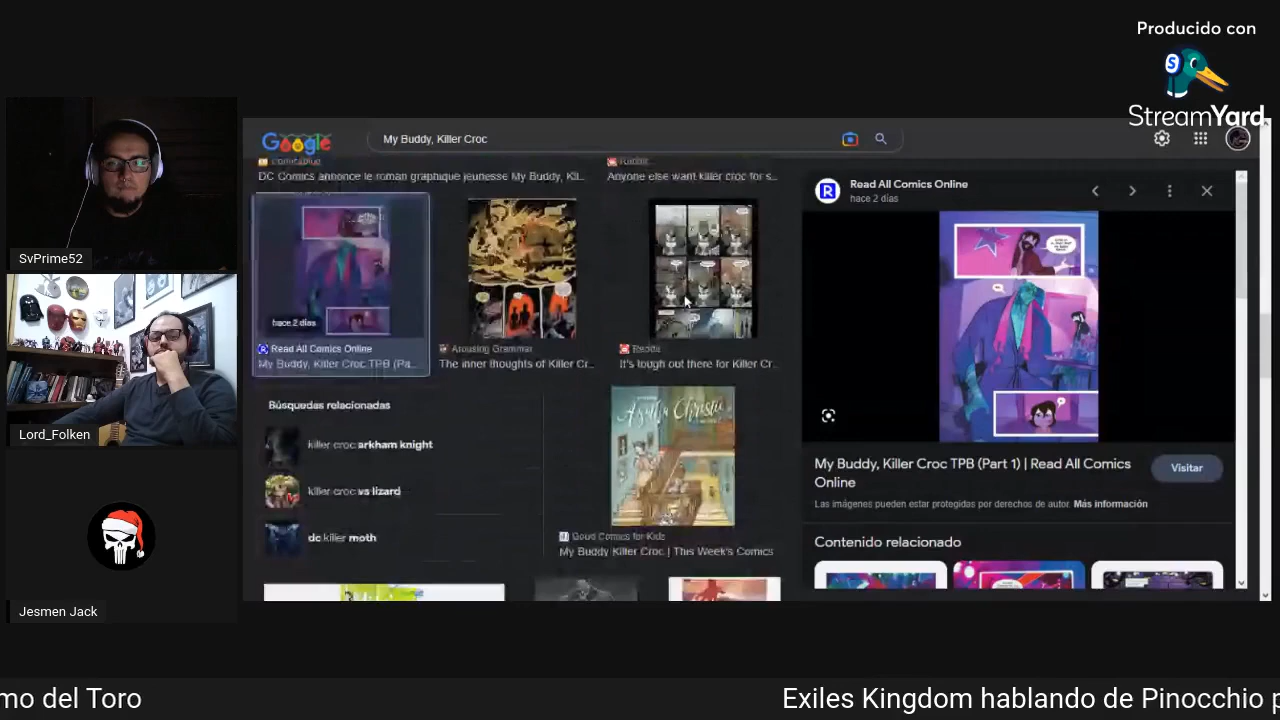 Producido con
StreamYard
Google
My Buddy, Killer Croc
DC Comics annonce le roman graphique jeunesse My Buddy, Kil...
Reddit
Anyone else want killer croc for s...
hace 2 días
Read All Comics Online
My Buddy, Killer Croc TPB (Pa...
Arousing Grammar
The inner thoughts of Killer Cr...
Reddit
It's tough out there for Killer Cr...
Búsquedas relacionadas
killer croc arkham knight
killer croc vs lizard
dc killer moth
Agatha Christie
Good Comics for Kids
My Buddy Killer Croc | This Week's Comics
R
Read All Comics Online
hace 2 días
My Buddy, Killer Croc TPB (Part 1) | Read All Comics
Online
Visitar
Las imágenes pueden estar protegidas por derechos de autor. Más información
Contenido relacionado
SvPrime52
Lord_Folken
Jesmen Jack
mo del Toro
Exiles Kingdom hablando de Pinocchio p